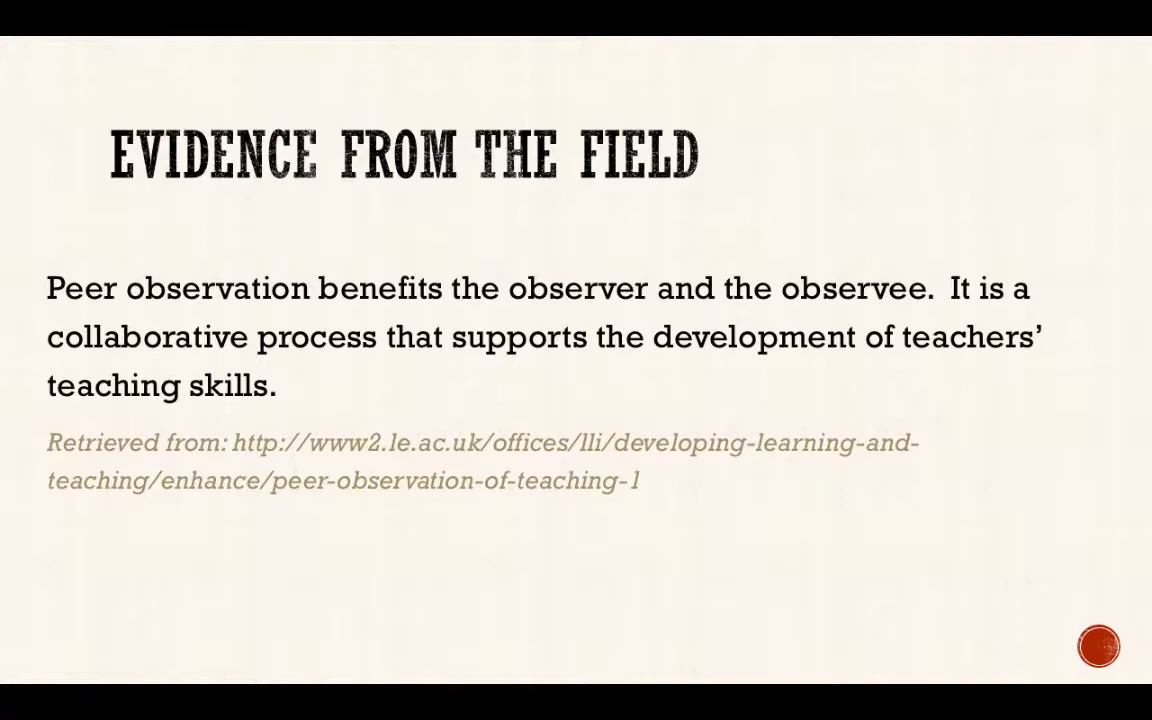 EVIDENCE FROM THE FIELD
Peer observation benefits the observer and the observee.  It is a
collaborative process that supports the development of teachers’
teaching skills.
Retrieved from: http://www2.le.ac.uk/offices/lli/developing-learning-and-
teaching/enhance/peer-observation-of-teaching-1